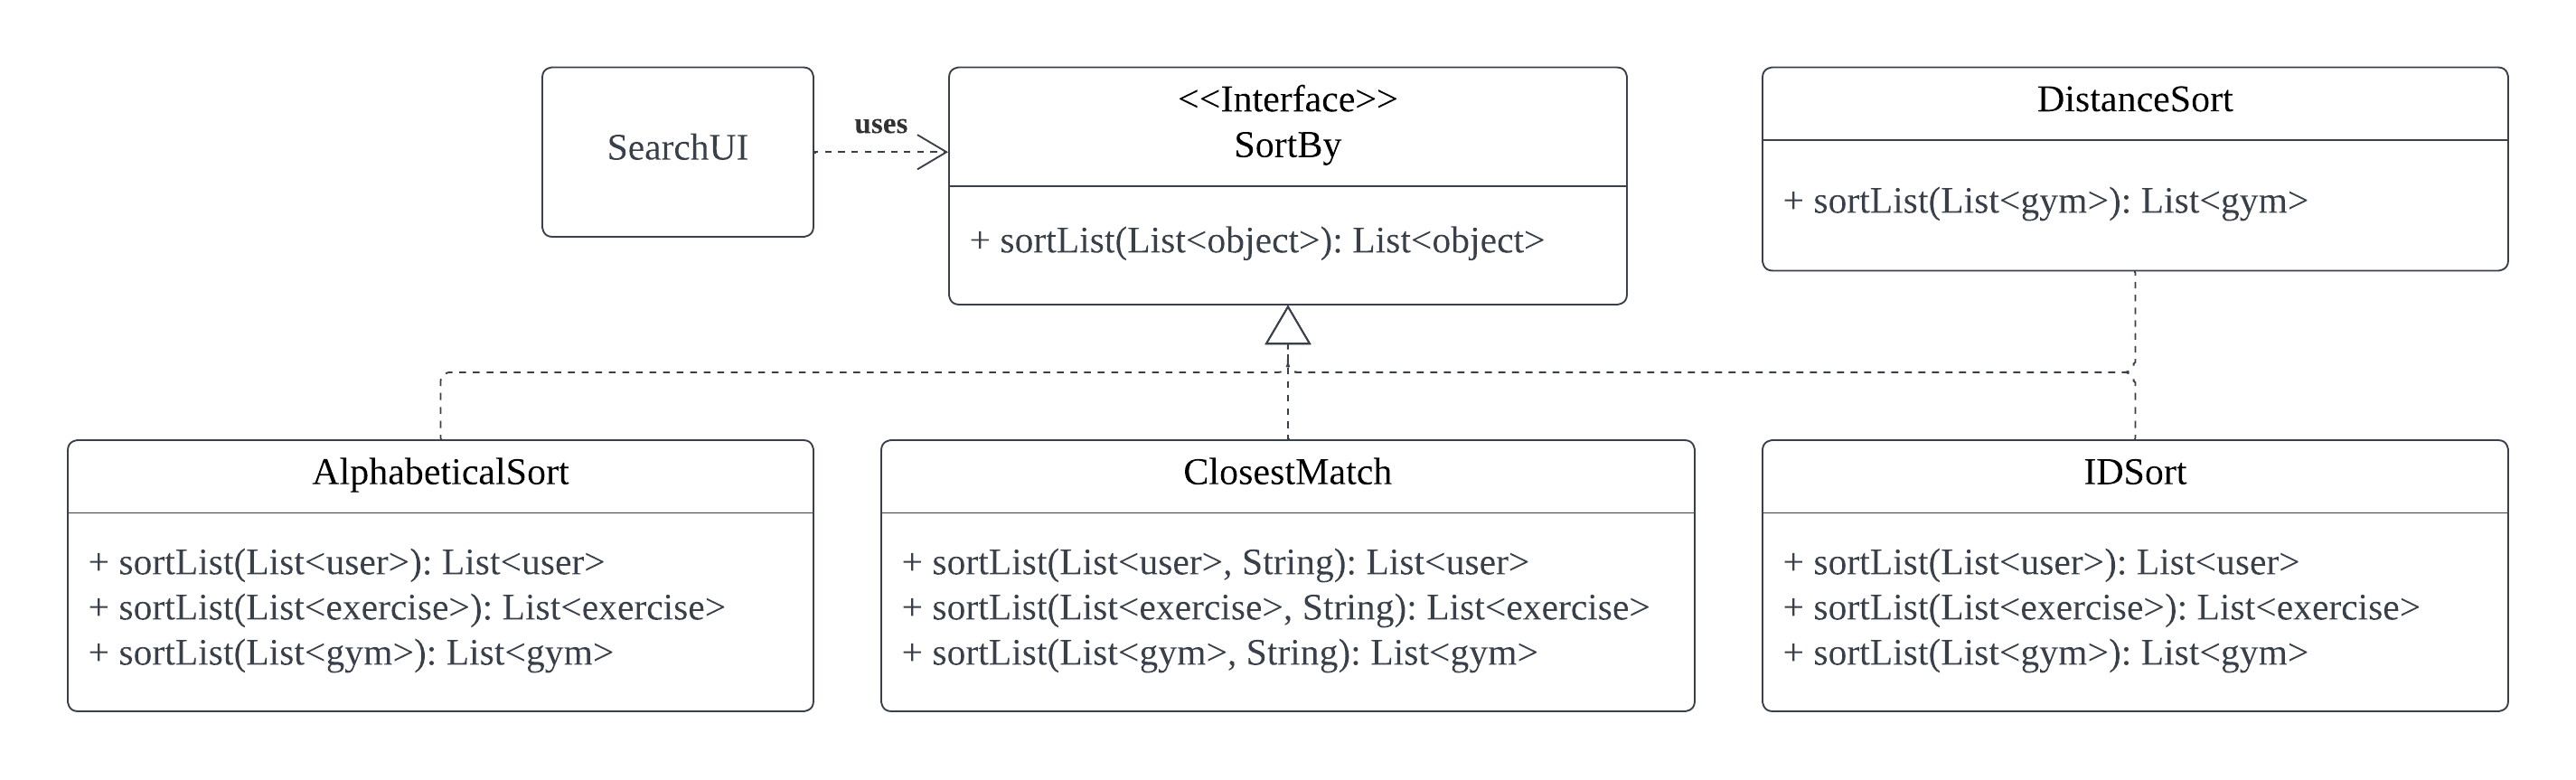 SearchUI
uses
<<Interface>>
SortBy
+ sortList(List<object>): List<object>
DistanceSort
+ sortList(List<gym>): List<gym>
AlphabeticalSort
+ sortList(List<user>): List<user>
+ sortList(List<exercise>): List<exercise>
+ sortList(List<gym>): List<gym>
ClosestMatch
+ sortList(List<user>, String): List<user>
+ sortList(List<exercise>, String): List<exercise>
+ sortList(List<gym>, String): List<gym>
IDSort
+ sortList(List<user>): List<user>
+ sortList(List<exercise>): List<exercise>
+ sortList(List<gym>): List<gym>